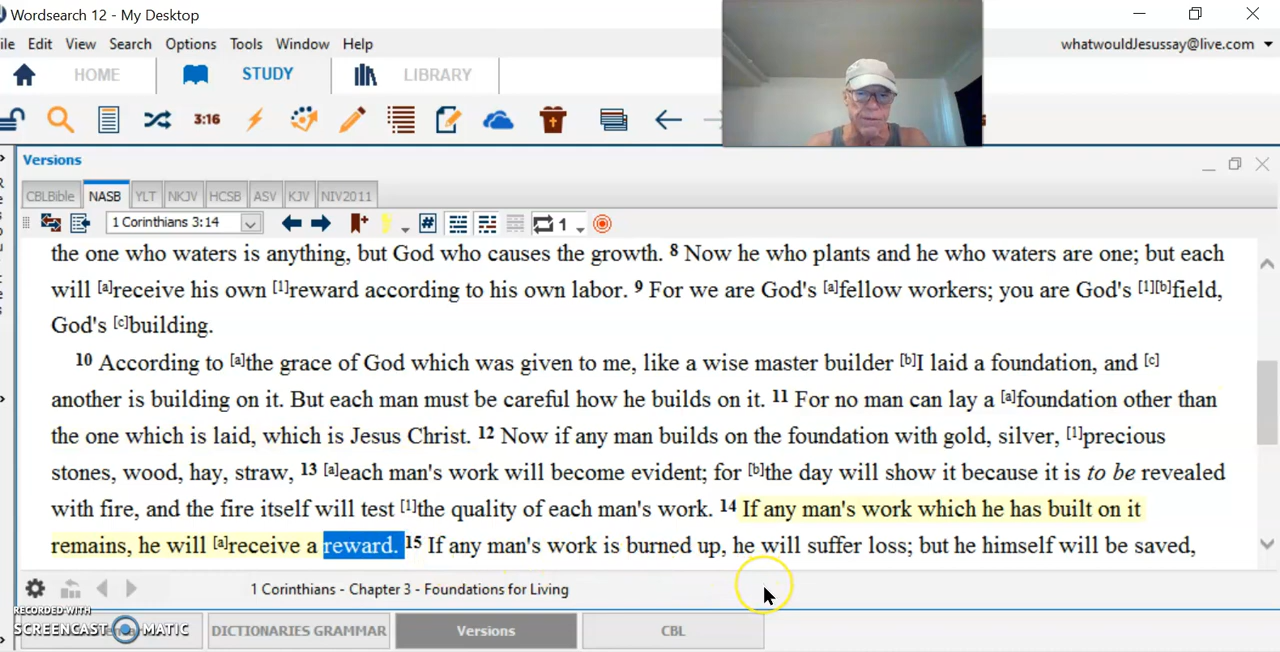 Wordsearch 12 - My Desktop
ile Edit View Search Options Tools Window Help
whatwouldJesussay@live.com
HOME STUDY LIBRARY
3:16
Versions
CBLBible NASB YLT NKJV HCSB ASV KJV NIV2011
1 Corinthians 3:14
# 1
the one who waters is anything, but God who causes the growth. 8 Now he who plants and he who waters are one; but each
will [a]receive his own [1]reward according to his own labor. 9 For we are God's [a]fellow workers; you are God's [1][b]field,
God's [c]building.
10 According to [a]the grace of God which was given to me, like a wise master builder [b]I laid a foundation, and [c]
another is building on it. But each man must be careful how he builds on it. 11 For no man can lay a [a]foundation other than
the one which is laid, which is Jesus Christ. 12 Now if any man builds on the foundation with gold, silver, [1]precious
stones, wood, hay, straw, 13 [a]each man's work will become evident; for [b]the day will show it because it is to be revealed
with fire, and the fire itself will test [1]the quality of each man's work. 14 If any man's work which he has built on it
remains, he will [a]receive a reward. 15 If any man's work is burned up, he will suffer loss; but he himself will be saved,
1 Corinthians - Chapter 3 - Foundations for Living
RECORDED WITH
SCREENCAST MATIC
DICTIONARIES GRAMMAR Versions CBL